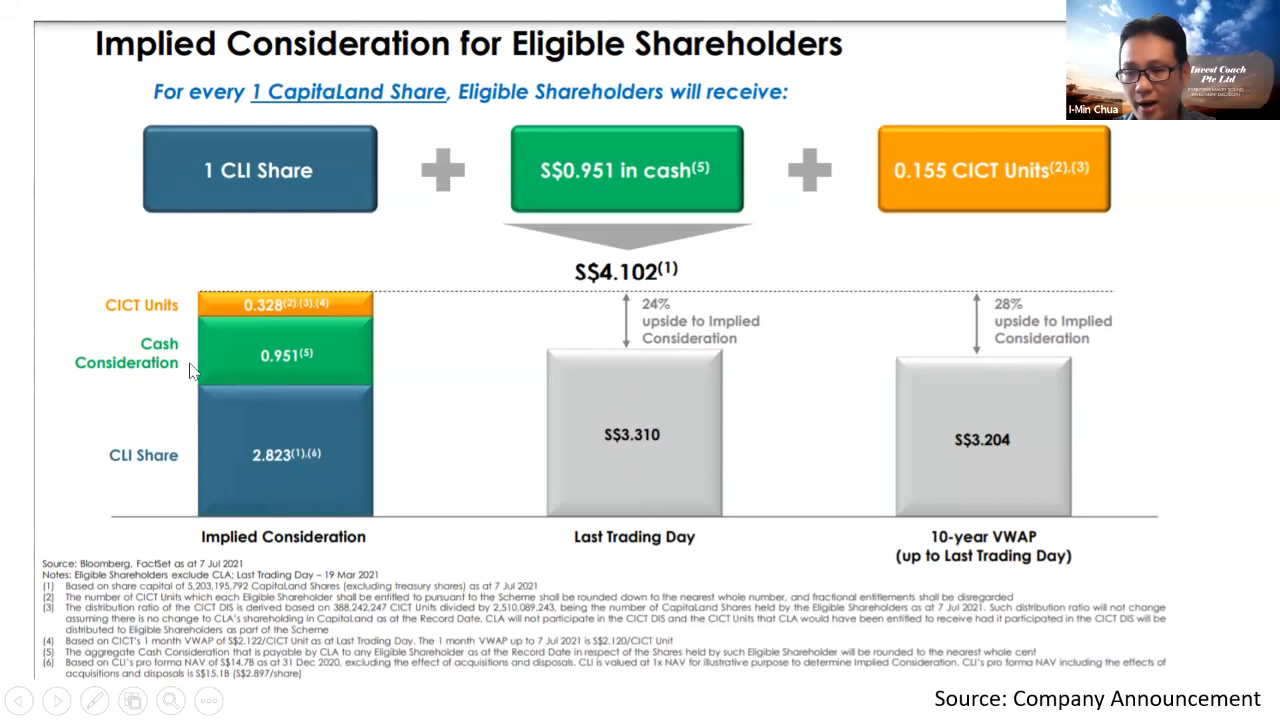 Implied Consideration for Eligible Shareholders
Invest Coach
Pte Ltd
I-Min Chua
For every 1 CapitaLand Share, Eligible Shareholders will receive:
1 CLI Share
S$0.951 in cash(5)
0.155 CICT Units(2),(3)
S$4.102(1)
CICT Units
0.328(2),(3),(4)
24%
upside to Implied
Consideration
28%
upside to Implied
Consideration
Cash
Consideration
0.951(5)
S$3.310
S$3.204
CLI Share
2.823(1),(6)
Implied Consideration
Last Trading Day
10-year VWAP
(up to Last Trading Day)
Source: Bloomberg, FactSet as at 7 Jul 2021
Notes: Eligible Shareholders exclude CLA; Last Trading Day – 19 Mar 2021
(1) Based on share capital of 5,203,195,792 CapitaLand Shares (excluding treasury shares) as at 7 Jul 2021
(2) The number of CICT Units which each Eligible Shareholder shall be entitled to pursuant to the Scheme shall be rounded down to the nearest whole number, and fractional entitlements shall be disregarded
(3) The distribution ratio of the CICT DIS is derived based on 388,242,247 CICT Units divided by 2,510,089,243, being the number of CapitaLand Shares held by the Eligible Shareholders as at 7 Jul 2021. Such distribution ratio will not change
assuming there is no change to CLA's shareholding in CapitaLand as at the Record Date. CLA will not participate in the CICT DIS and the CICT Units that CLA would have been entitled to receive had it participated in the CICT DIS will be
distributed to Eligible Shareholders as part of the Scheme
(4) Based on CICT's 1 month VWAP of S$2.122/CICT Unit as at Last Trading Day. The 1 month VWAP up to 7 Jul 2021 is S$2.120/CICT Unit
(5) The aggregate Cash Consideration that is payable by CLA to any Eligible Shareholder as at the Record Date in respect of the Shares held by such Eligible Shareholder will be rounded to the nearest whole cent
(6) Based on CLI's pro forma NAV of S$14.7B as at 31 Dec 2020, excluding the effect of acquisitions and disposals. CLI is valued at 1x NAV for illustrative purpose to determine Implied Consideration. CLI's pro forma NAV including the effects of
acquisitions and disposals is S$15.1B (S$2.897/share)
Source: Company Announcement